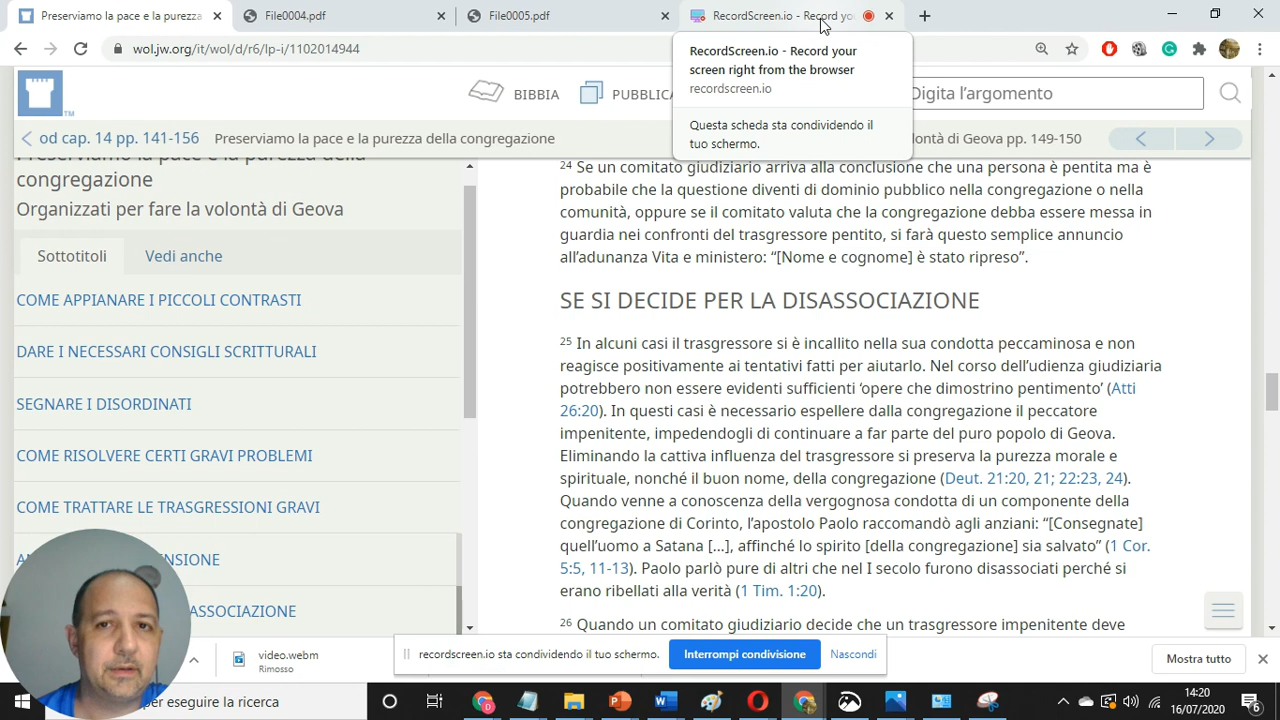 Preserviamo la pace e la purezza
File0004.pdf
File0005.pdf
RecordScreen.io - Record you
wol.jw.org/it/wol/d/r6/lp-i/1102014944
RecordScreen.io - Record your
screen right from the browser
recordscreen.io
Questa scheda sta condividendo il
tuo schermo.
BIBBIA
PUBBLICA
Digita l'argomento
od cap. 14 pp. 141-156
Preserviamo la pace e la purezza della congregazione
olontà di Geova pp. 149-150
Preserviamo la pace e la purezza della
congregazione
Organizzati per fare la volontà di Geova
Sottotitoli
Vedi anche
COME APPIANARE I PICCOLI CONTRASTI
DARE I NECESSARI CONSIGLI SCRITTURALI
SEGNARE I DISORDINATI
COME RISOLVERE CERTI GRAVI PROBLEMI
COME TRATTARE LE TRASGRESSIONI GRAVI
ENSIONE
ASSOCIAZIONE
24 Se un comitato giudiziario arriva alla conclusione che una persona è pentita ma è
probabile che la questione diventi di dominio pubblico nella congregazione o nella
comunità, oppure se il comitato valuta che la congregazione debba essere messa in
guardia nei confronti del trasgressore pentito, si farà questo semplice annuncio
all'adunanza Vita e ministero: “[Nome e cognome] è stato ripreso”.
SE SI DECIDE PER LA DISASSOCIAZIONE
25 In alcuni casi il trasgressore si è incallito nella sua condotta peccaminosa e non
reagisce positivamente ai tentativi fatti per aiutarlo. Nel corso dell'udienza giudiziaria
potrebbero non essere evidenti sufficienti ‘opere che dimostrino pentimento’ (Atti
26:20). In questi casi è necessario espellere dalla congregazione il peccatore
impenitente, impedendogli di continuare a far parte del puro popolo di Geova.
Eliminando la cattiva influenza del trasgressore si preserva la purezza morale e
spirituale, nonché il buon nome, della congregazione (Deut. 21:20, 21; 22:23, 24).
Quando venne a conoscenza della vergognosa condotta di un componente della
congregazione di Corinto, l'apostolo Paolo raccomandò agli anziani: “[Consegnate]
quell'uomo a Satana [...], affinché lo spirito [della congregazione] sia salvato” (1 Cor.
5:5, 11-13). Paolo parlò pure di altri che nel I secolo furono disassociati perché si
erano ribellati alla verità (1 Tim. 1:20).
26 Quando un comitato giudiziario decide che un trasgressore impenitente deve
video.webm
Rimosso
recordscreen.io sta condividendo il tuo schermo.
Interrompi condivisione
Nascondi
Mostra tutto
per eseguire la ricerca
14:20
16/07/2020
6